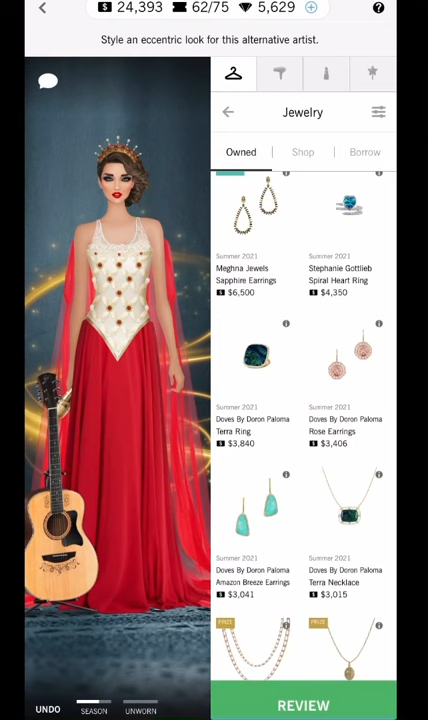 24,393 62/75 5,629
Style an eccentric look for this alternative artist.
Jewelry
Owned Shop Borrow
Summer 2021
Meghna Jewels
Sapphire Earrings
$6,500
Summer 2021
Stephanie Gottlieb
Spiral Heart Ring
$4,350
Summer 2021
Doves By Doron Paloma
Terra Ring
$3,840
Summer 2021
Doves By Doron Paloma
Rose Earrings
$3,406
Summer 2021
Doves By Doron Paloma
Amazon Breeze Earrings
$3,041
Summer 2021
Doves By Doron Paloma
Terra Necklace
$3,015
PRIZE
PRIZE
UNDO
SEASON
UNWORN
REVIEW